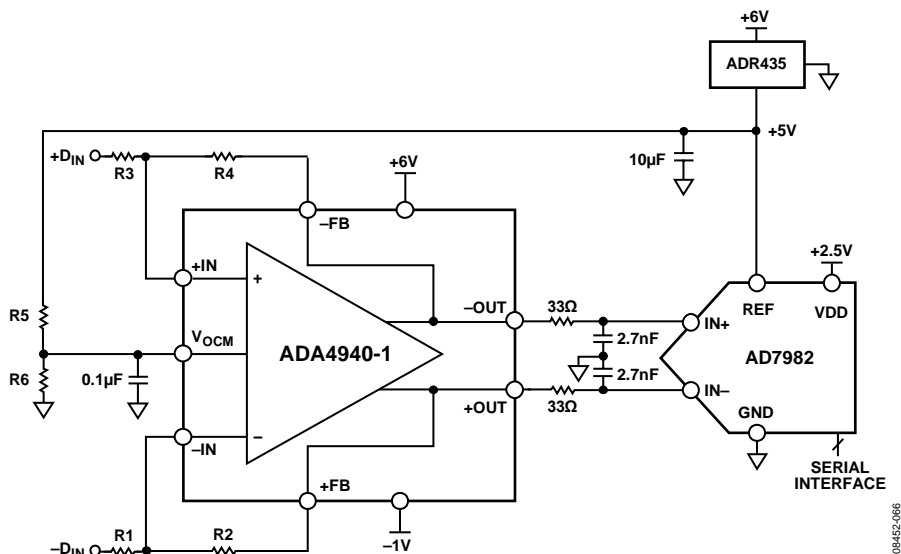 +6V
ADR435
+5V
10µF
+DIN
R3
R4
+6V
–FB
+IN
+
R5
VOCM
ADA4940-1
R6
0.1µF
–IN
–
+FB
–1V
–DIN
R1
R2
–OUT
33Ω
2.7nF
2.7nF
+OUT
33Ω
+2.5V
REF
VDD
IN+
AD7982
IN–
GND
SERIAL
INTERFACE
08452-066